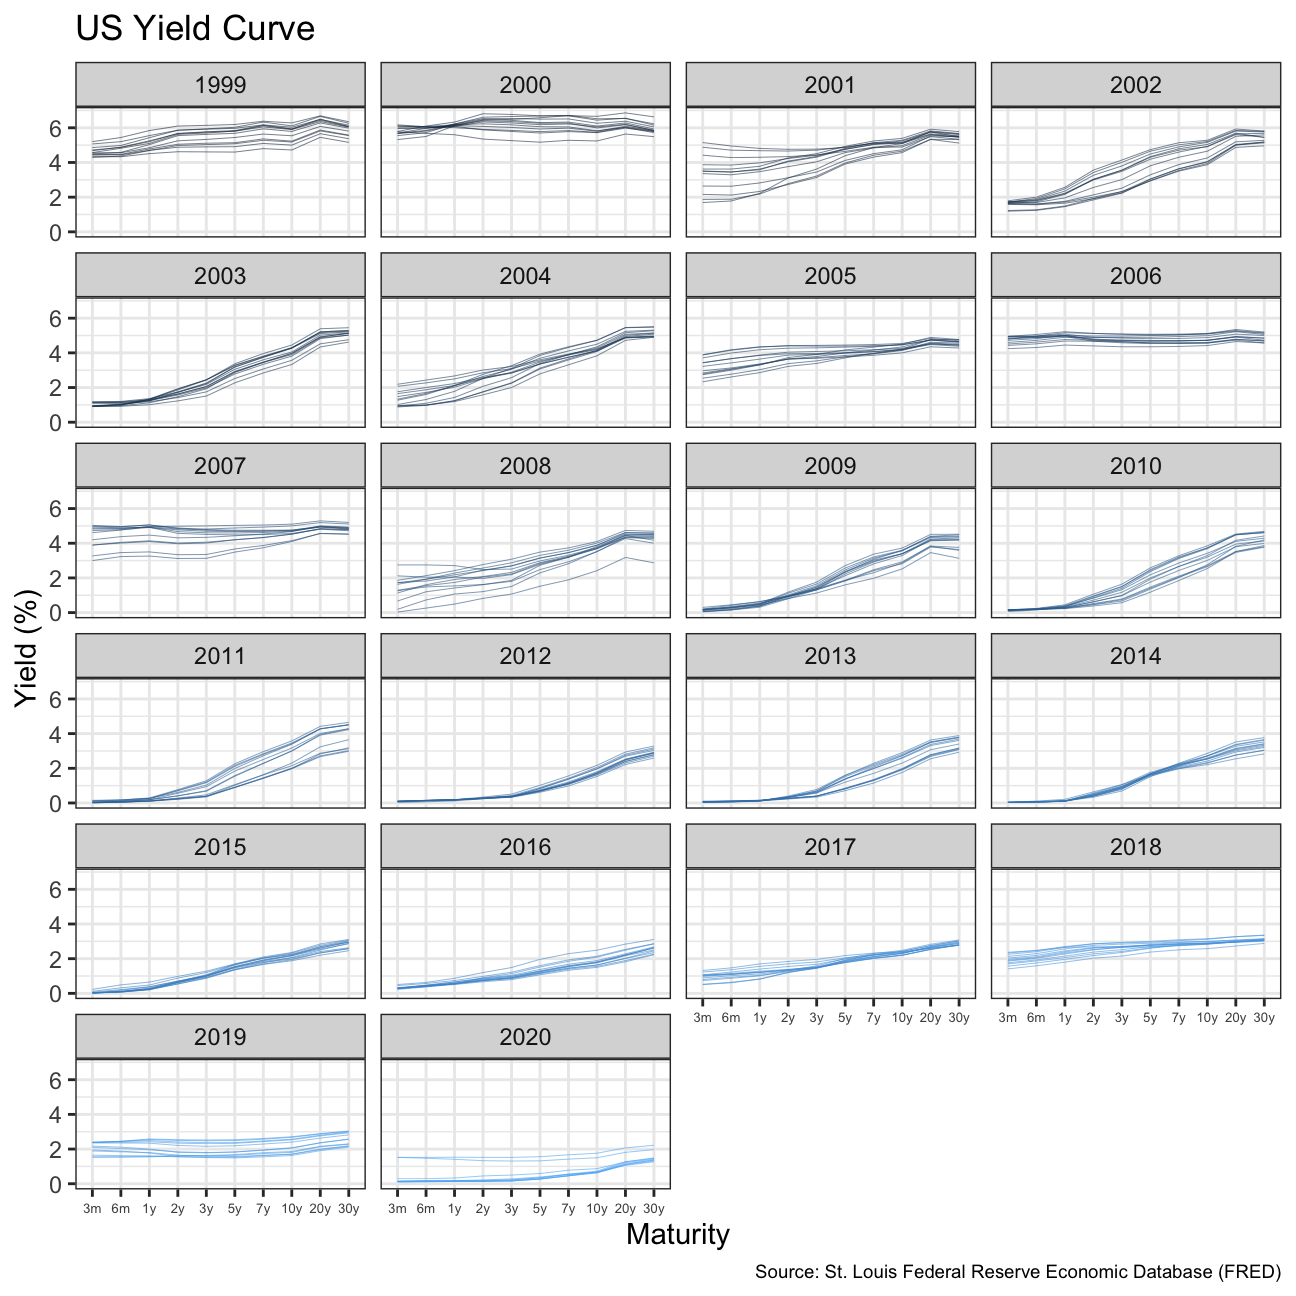 US Yield Curve
1999 2000 2001 2002
6
4
2
0
2003 2004 2005 2006
6
4
2
0
2007 2008 2009 2010
6
4
2
0
Yield (%)
2011 2012 2013 2014
6
4
2
0
2015 2016 2017 2018
6
4
2
0
3m 6m 1y 2y 3y 5y 7y 10y 20y 30y 3m 6m 1y 2y 3y 5y 7y 10y 20y 30y
2019 2020
6
4
2
0
3m 6m 1y 2y 3y 5y 7y 10y 20y 30y 3m 6m 1y 2y 3y 5y 7y 10y 20y 30y
Maturity
Source: St. Louis Federal Reserve Economic Database (FRED)